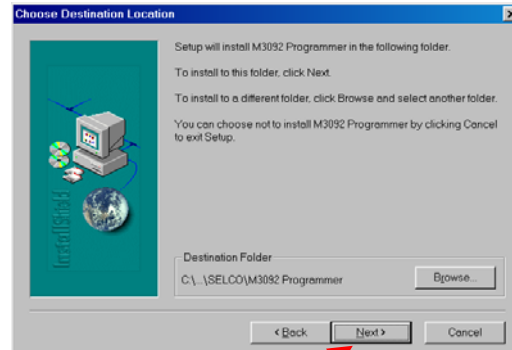 Choose Destination Location
Setup will install M3092 Programmer in the following folder.
To install to this folder, click Next.
To install to a different folder, click Browse and select another folder.
You can choose not to install M3092 Programmer by clicking Cancel
to exit Setup.
InstallShield
Destination Folder
C:\...\SELCO\M3092 Programmer
Browse...
< Back
Next >
Cancel